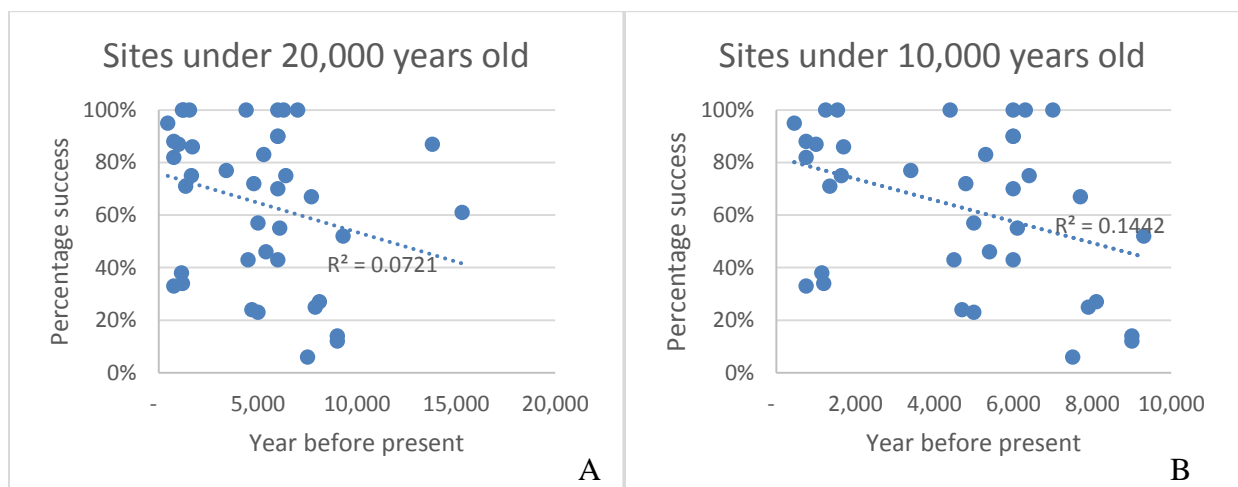 Sites under 20,000 years old
Percentage success
100%
80%
60%
40%
20%
0%
R² = 0.0721
- 5,000 10,000 15,000 20,000
Year before present
A
Sites under 10,000 years old
Percentage success
100%
80%
60%
40%
20%
0%
R² = 0.1442
- 2,000 4,000 6,000 8,000 10,000
Year before present
B